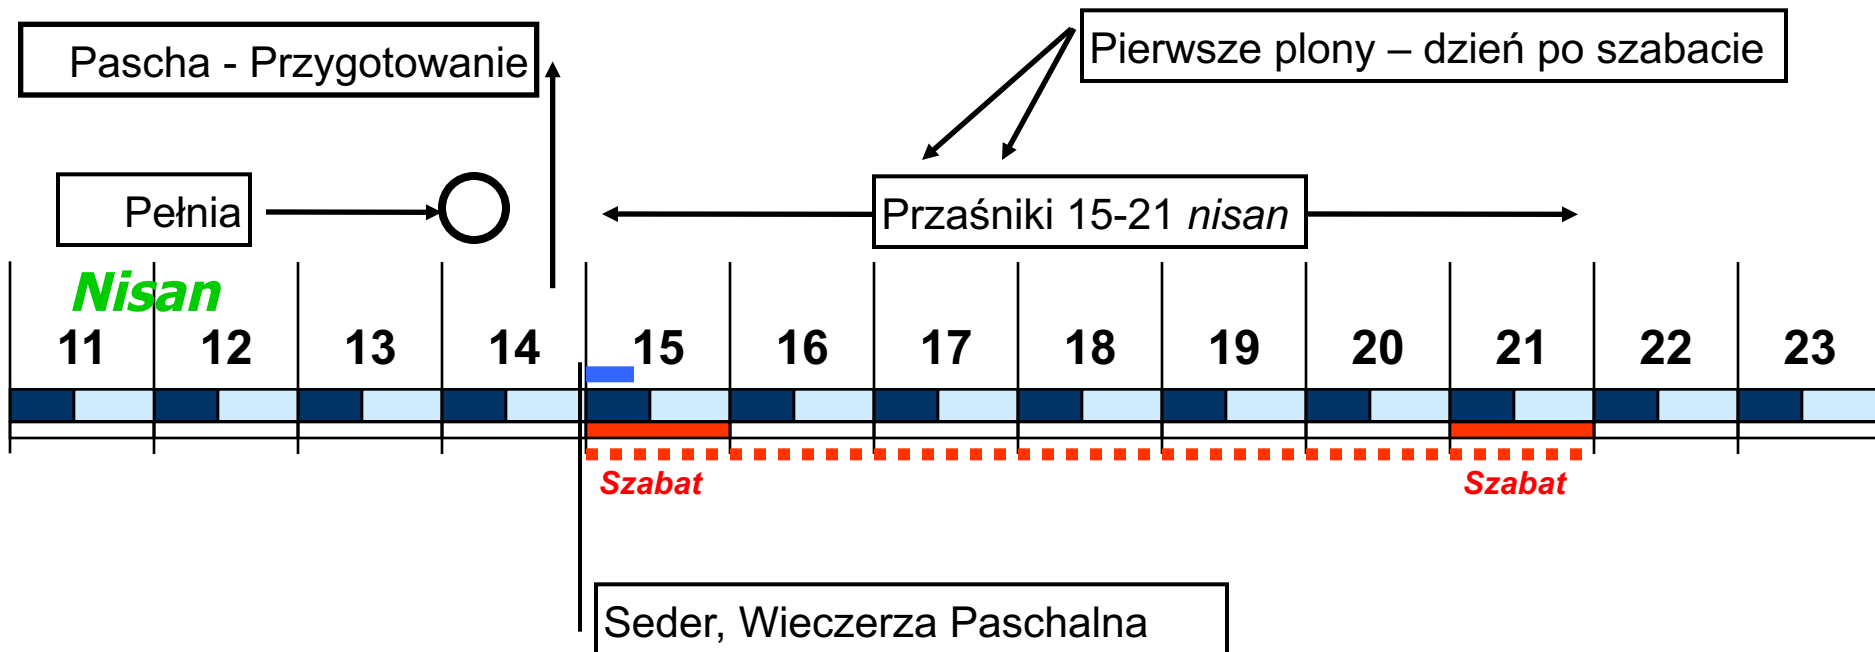 Pascha - Przygotowanie
Pierwsze plony – dzień po szabacie
Pełnia
Przaśniki 15-21 nisan
Nisan
11 12 13 14 15 16 17 18 19 20 21 22 23
Szabat Szabat
Seder, Wieczerza Paschalna